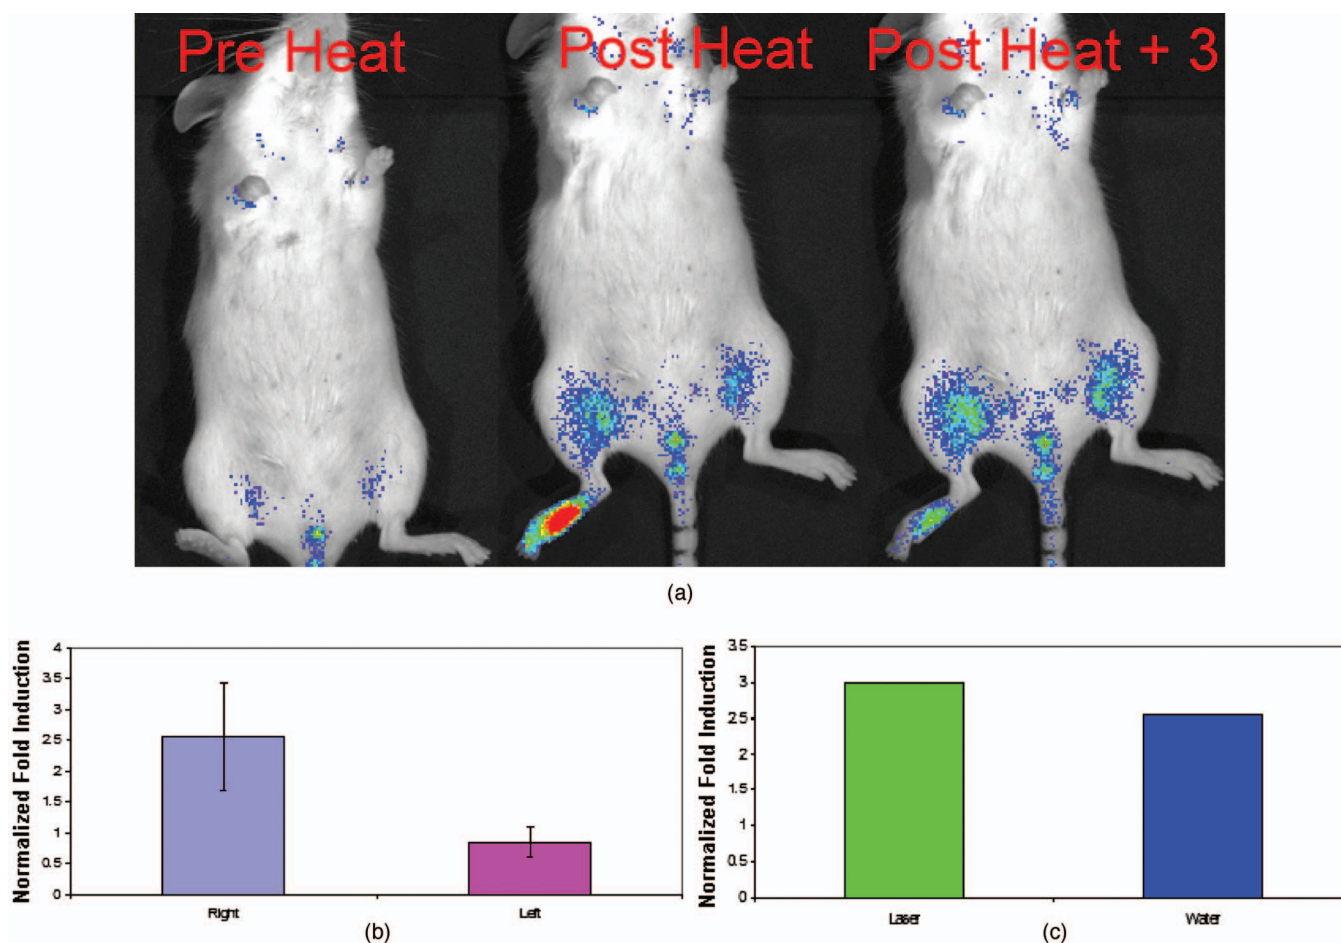 Pre Heat
Post Heat
Post Heat + 3
(a)
Normalized Fold Induction
4
3.5
3
2.5
2
1.5
1
0.5
0
Right
Left
(b)
Normalized Fold Induction
3.5
3
2.5
2
1.5
1
0.5
0
Laser
Water
(c)